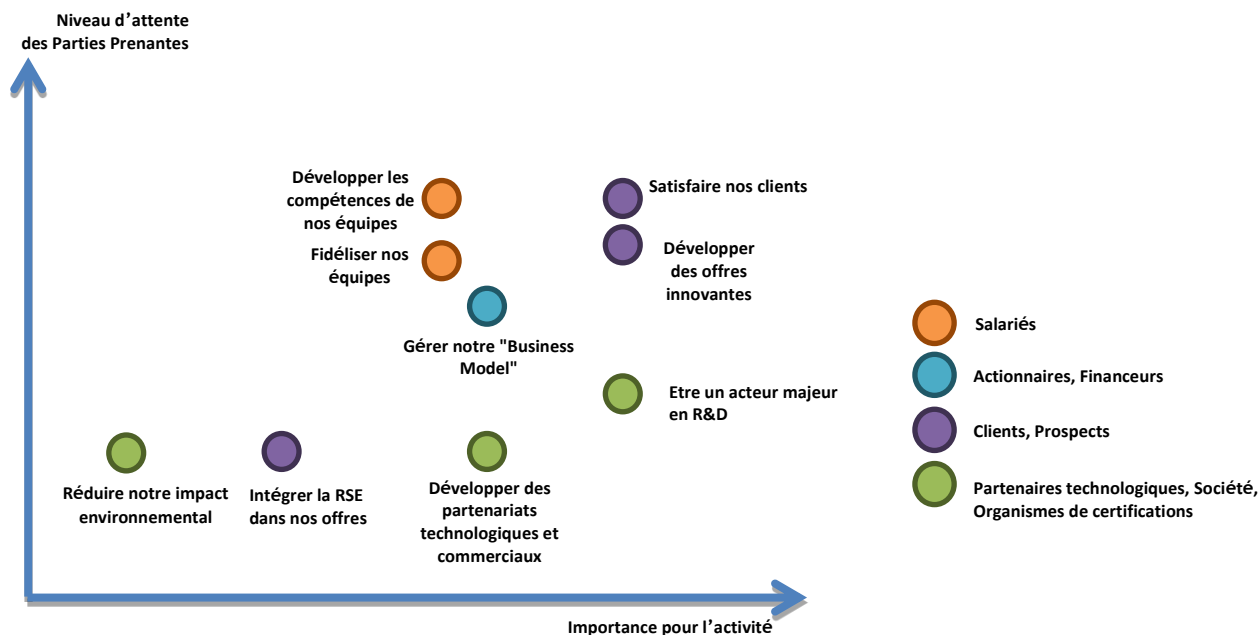 Niveau d’attente
des Parties Prenantes
Développer les
compétences de
nos équipes
Satisfaire nos clients
Fidéliser nos
équipes
Développer
des offres
innovantes
Gérer notre "Business
Model"
Etre un acteur majeur
en R&D
Réduire notre impact
environnemental
Intégrer la RSE
dans nos offres
Développer des
partenariats
technologiques et
commerciaux
Importance pour l’activité
Salariés
Actionnaires, Financeurs
Clients, Prospects
Partenaires technologiques, Société,
Organismes de certifications